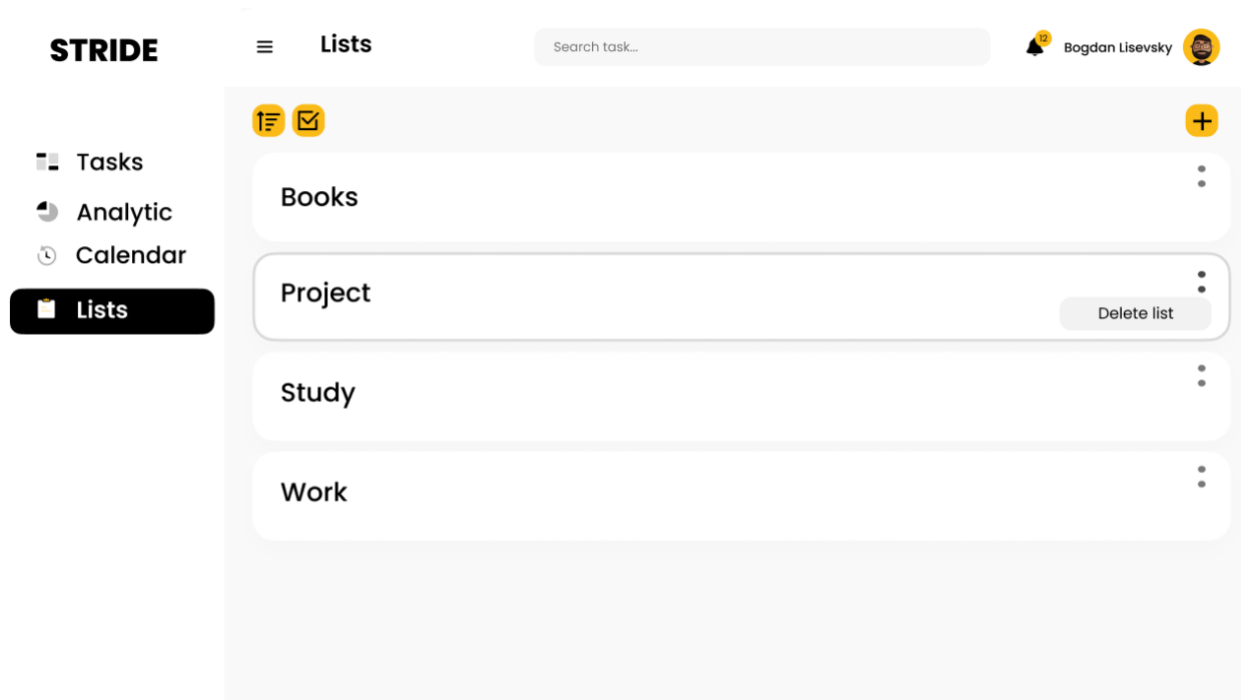 STRIDE
Lists
Search task...
12
Bogdan Lisevsky
Tasks
Analytic
Calendar
Lists
Books
Project
Delete list
Study
Work